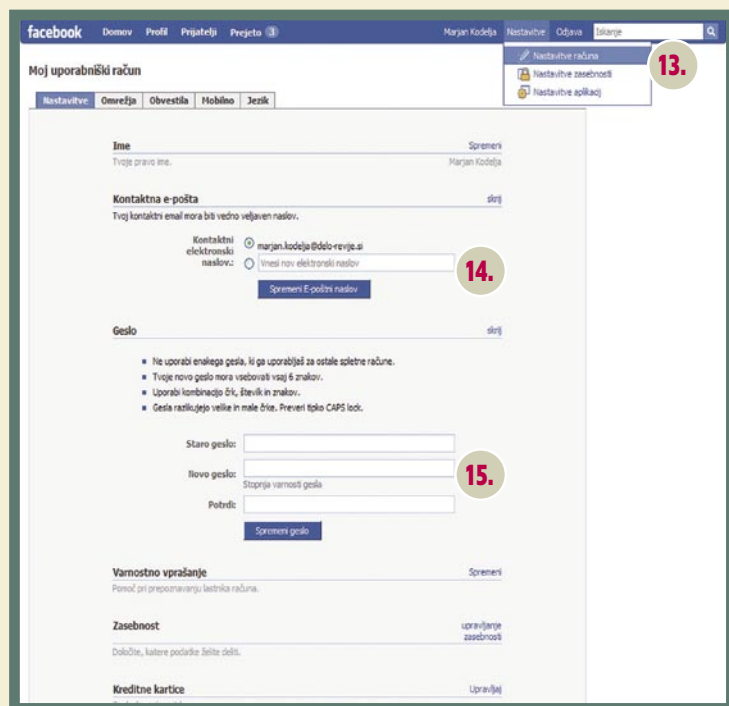 facebook Domov Profil Prijatelji Prejeto 3 Marjan Kodelja Nastavitve Odjava Iskanje
Nastavitve računa
13.
Nastavitve zasebnosti
Nastavitve aplikacij
Moj uporabniški račun
Nastavitve Omrežja Obvestila Mobilno Jezik
Ime Spremeni
Tvoje pravo ime. Marjan Kodelja
Kontaktna e-pošta skrij
Tvoj kontaktni email mora biti vedno veljaven naslov.
Kontaktni
elektronski
naslov.:
marjan.kodelja@delo-revije.si
Vnesi nov elektronski naslov
14.
Spremeni E-poštni naslov
Geslo skrij
Ne uporabi enakega gesla, ki ga uporabljaš za ostale spletne račune.
Tvoje novo geslo mora vsebovati vsaj 6 znakov.
Uporabi kombinacijo črk, številk in znakov.
Gesla razlikujejo velike in male črke. Preveri tipko CAPS lock.
Staro geslo:
Novo geslo:
15.
Stopnja varnosti gesla
Potrdi:
Spremeni geslo
Varnostno vprašanje Spremeni
Pomoč pri prepoznavanju lastnika računa.
Zasebnost upravljanje
zasebnosti
Določite, katere podatke želite deliti.
Kreditne kartice Upravljaj